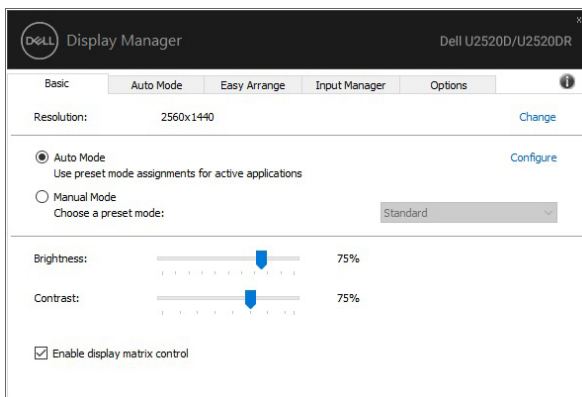 DELL Display Manager Dell U2520D/U2520DR x
Basic Auto Mode Easy Arrange Input Manager Options i
Resolution: 2560x1440 Change
Auto Mode Configure
Use preset mode assignments for active applications
Manual Mode
Choose a preset mode: Standard
Brightness: 75%
Contrast: 75%
Enable display matrix control